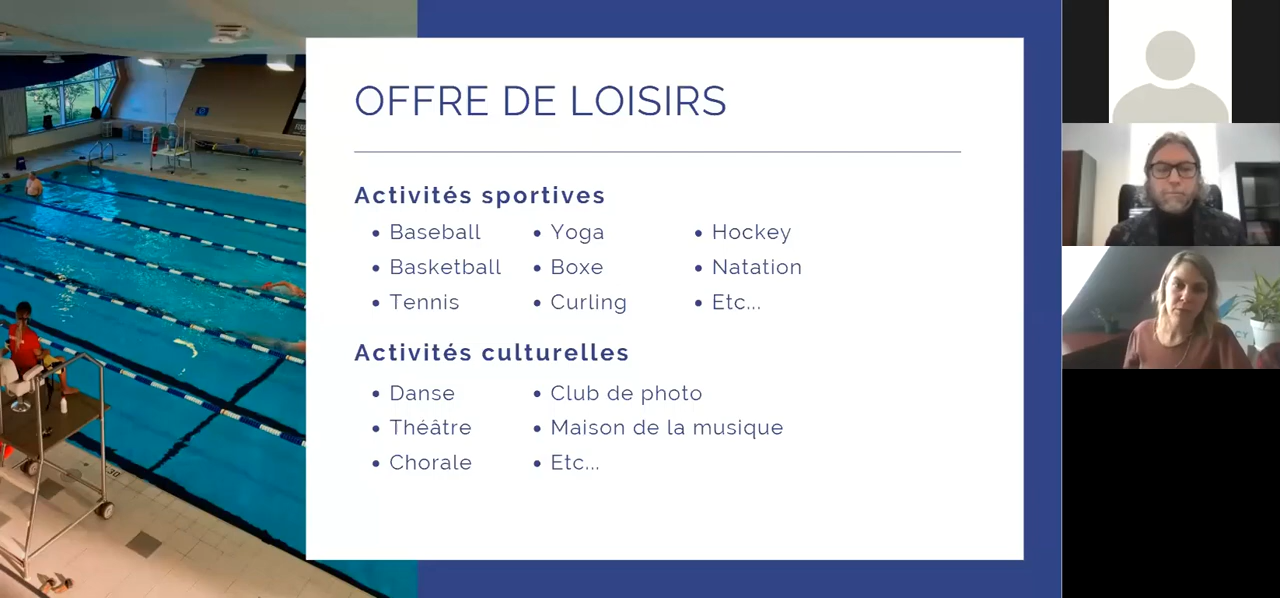 OFFRE DE LOISIRS
Activités sportives
• Baseball • Yoga • Hockey
• Basketball • Boxe • Natation
• Tennis • Curling • Etc...
Activités culturelles
• Danse • Club de photo
• Théâtre • Maison de la musique
• Chorale • Etc...